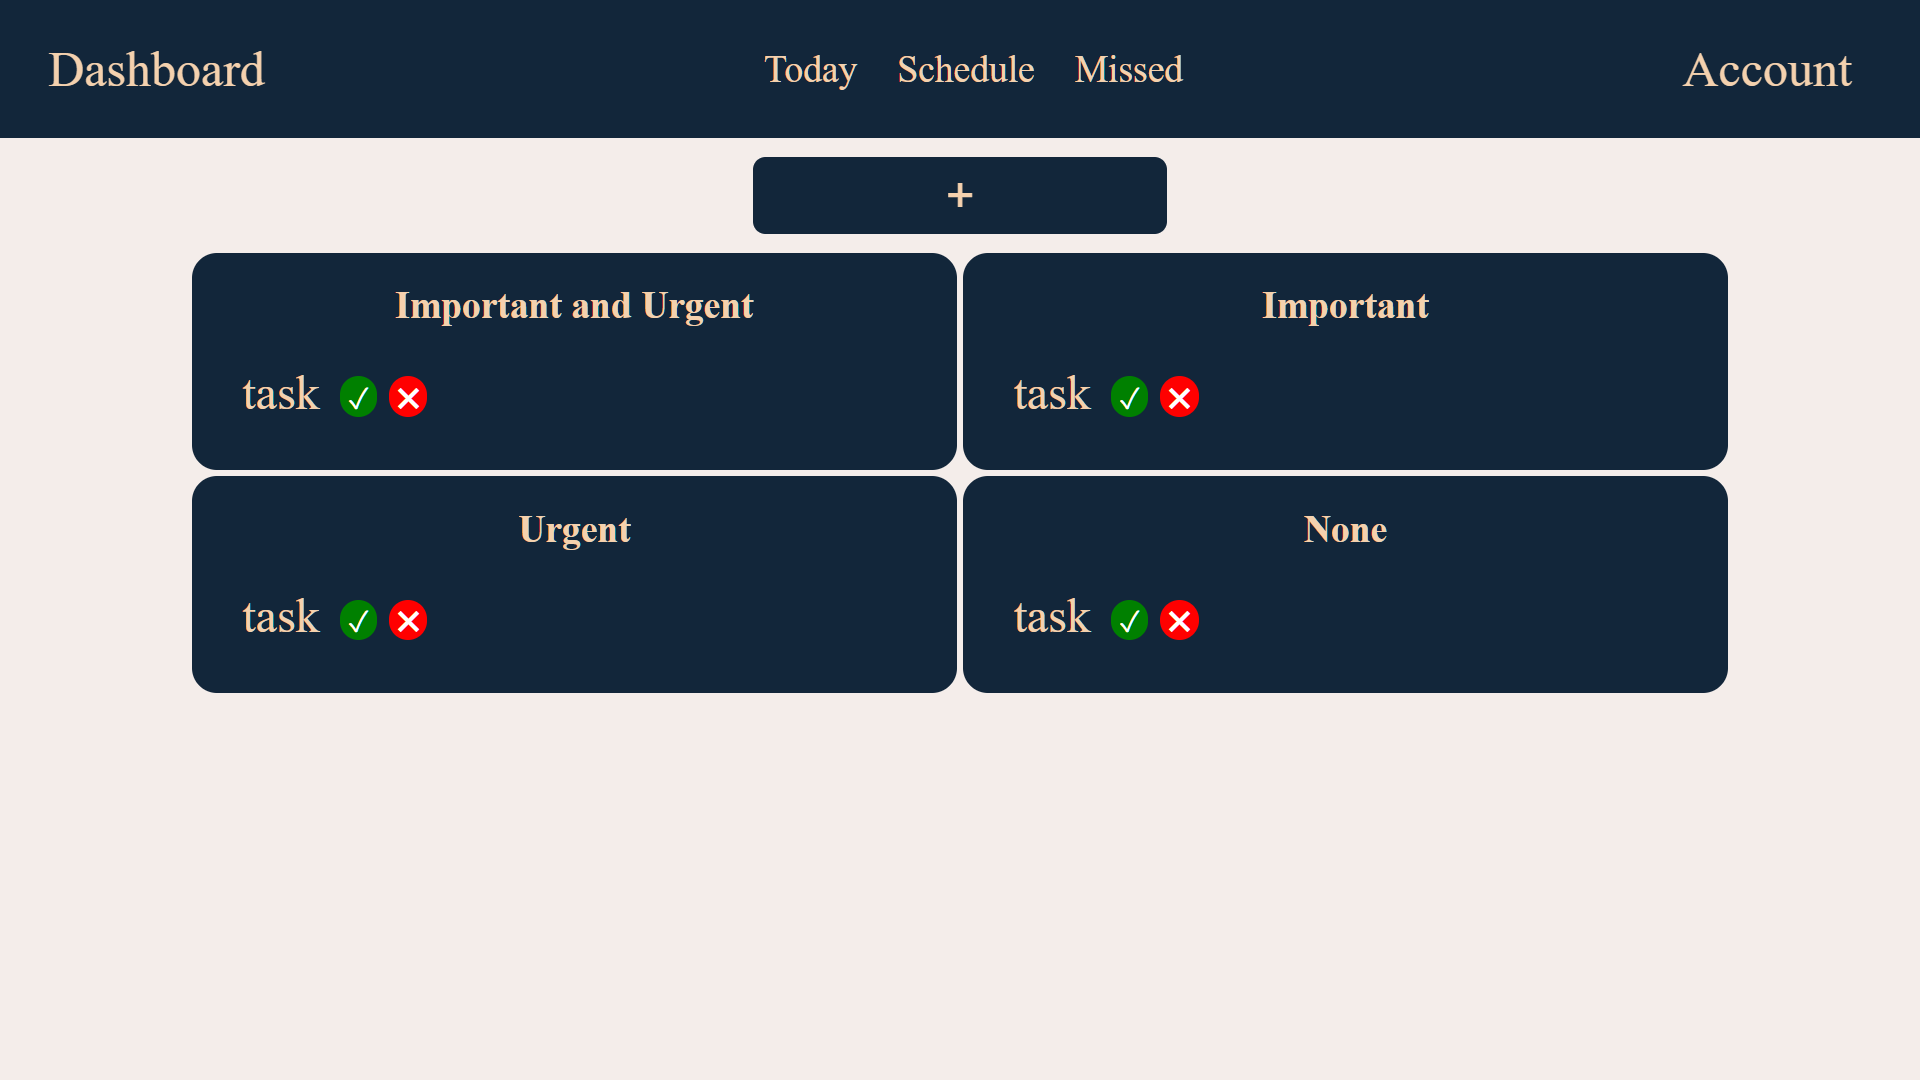 Dashboard Today Schedule Missed Account
+
Important and Urgent
task ✓ ✕
Important
task ✓ ✕
Urgent
task ✓ ✕
None
task ✓ ✕